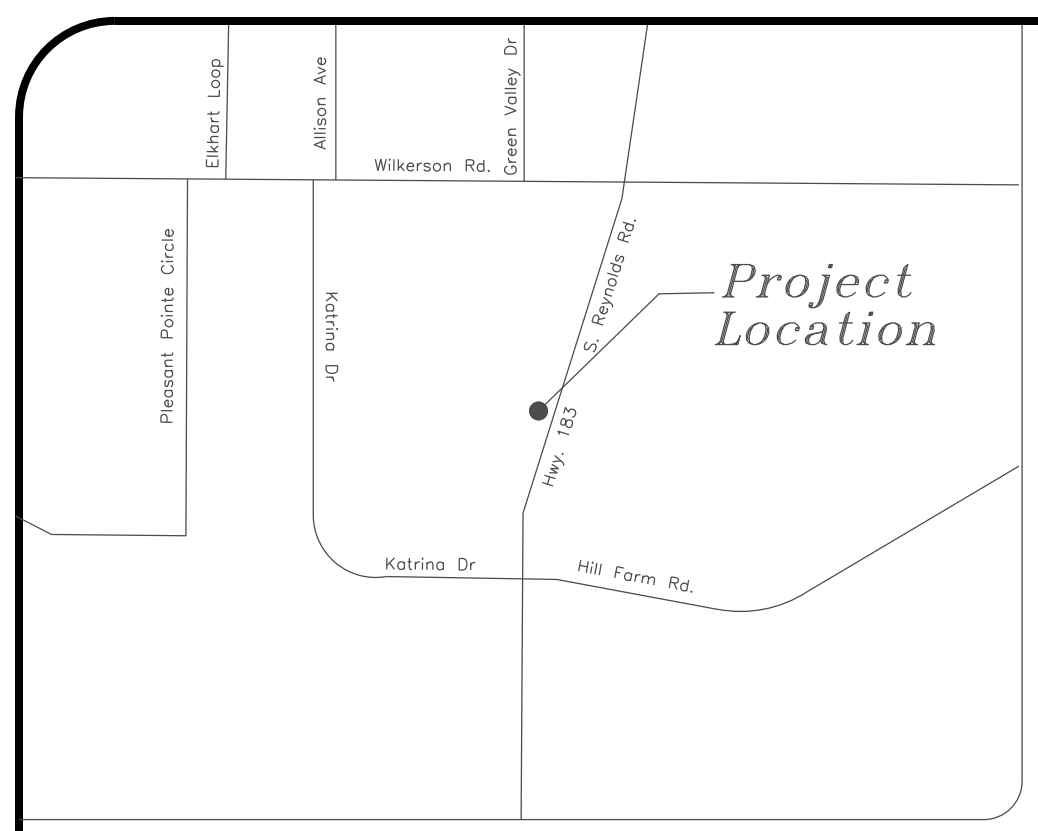 Elkhart Loop
Allison Ave
Green Valley Dr
Wilkerson Rd.
Pleasant Pointe Circle
Katrina Dr
S. Reynolds Rd.
Project
Location
Hwy. 183
Katrina Dr
Hill Farm Rd.